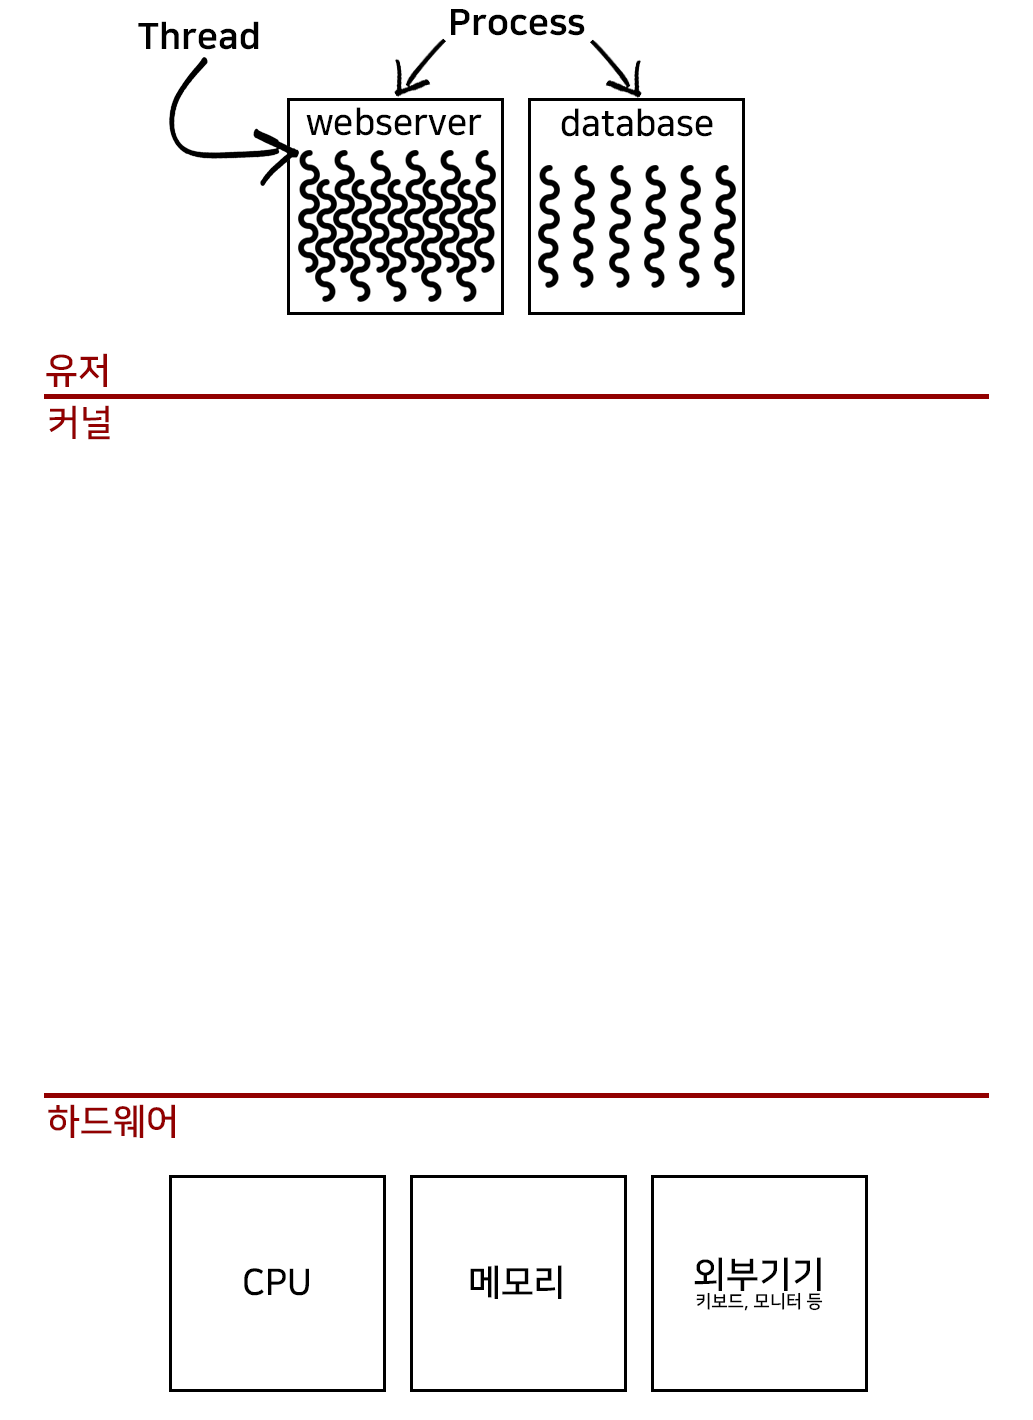 Process
Thread
webserver
database
유저
커널
하드웨어
CPU
메모리
외부기기
키보드, 모니터 등